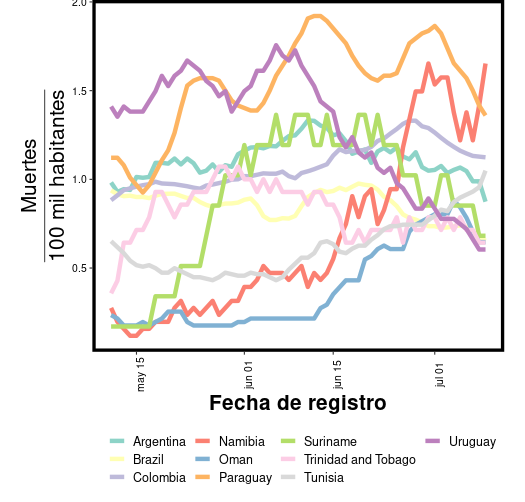 2.0
1.5
1.0
0.5
Muertes
100 mil habitantes
may 15
jun 01
jun 15
jul 01
Fecha de registro
Argentina Namibia Suriname Uruguay
Brazil Oman Trinidad and Tobago
Colombia Paraguay Tunisia